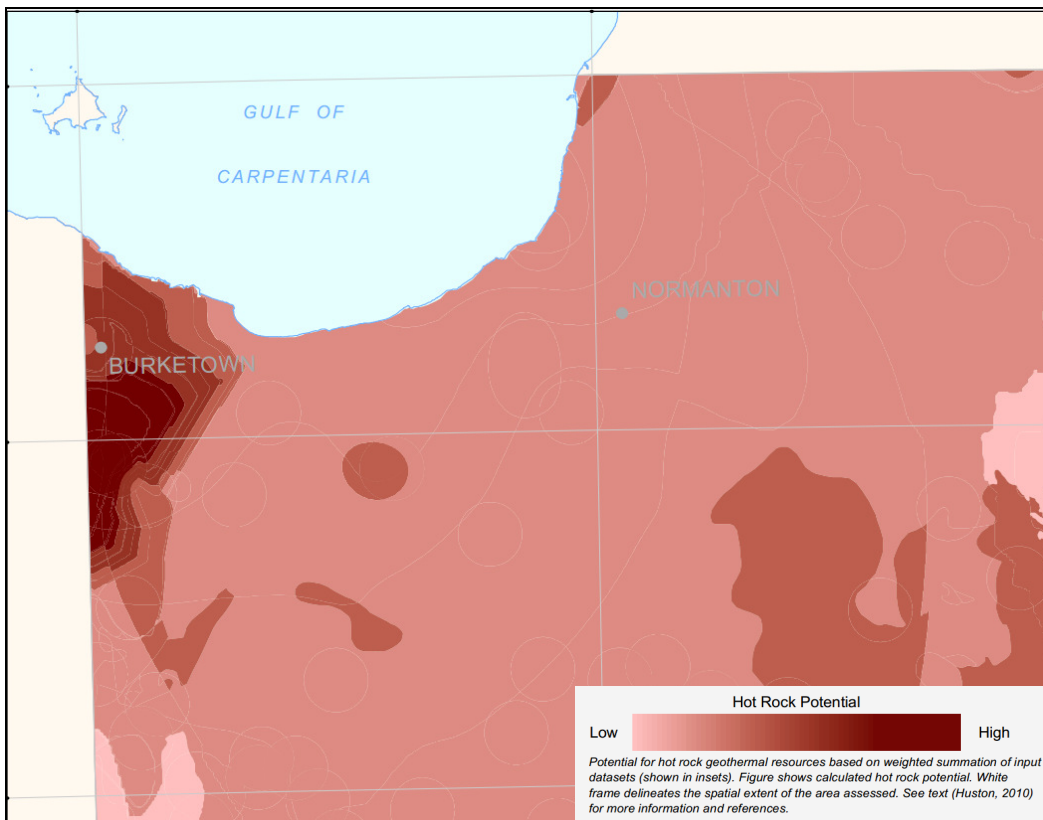 GULF OF
CARPENTARIA
NORMANTON
BURKETOWN
Hot Rock Potential
Low High
Potential for hot rock geothermal resources based on weighted summation of input
datasets (shown in insets). Figure shows calculated hot rock potential. White
frame delineates the spatial extent of the area assessed. See text (Huston, 2010)
for more information and references.